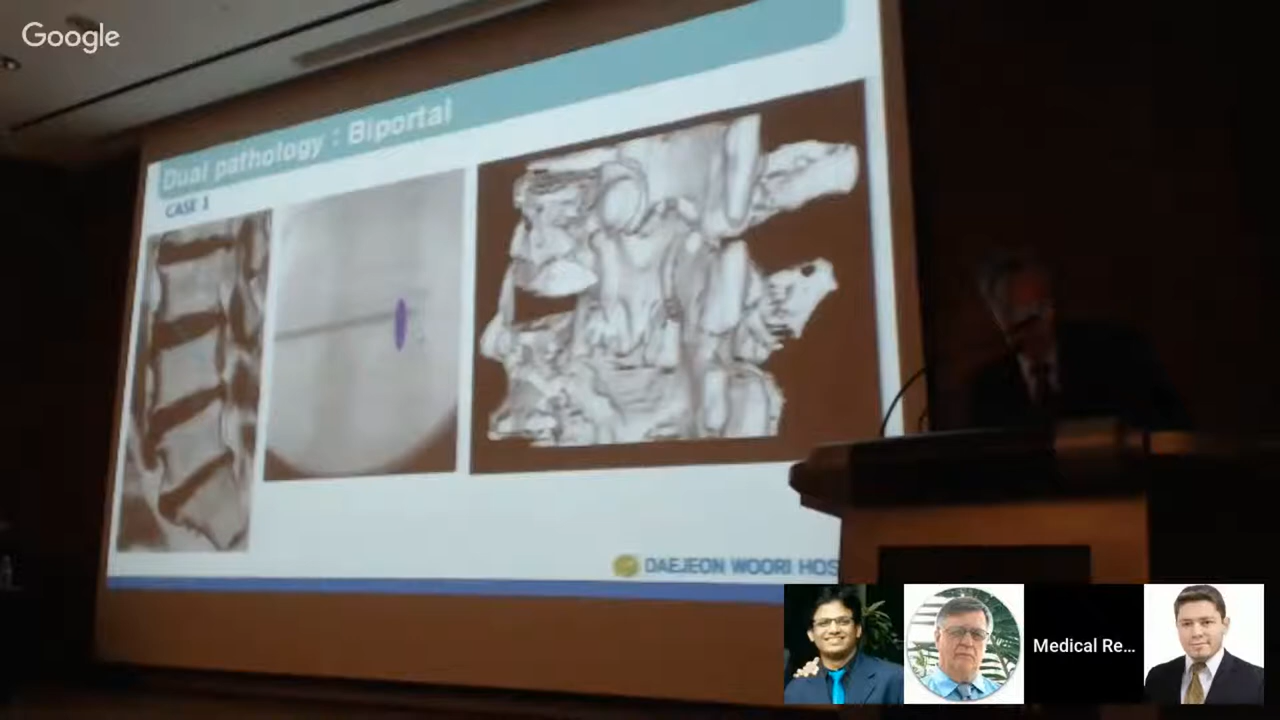 Google
Dual pathology : Biportal
CASE 1
DAEJEON WOORI HOS
Medical Re...